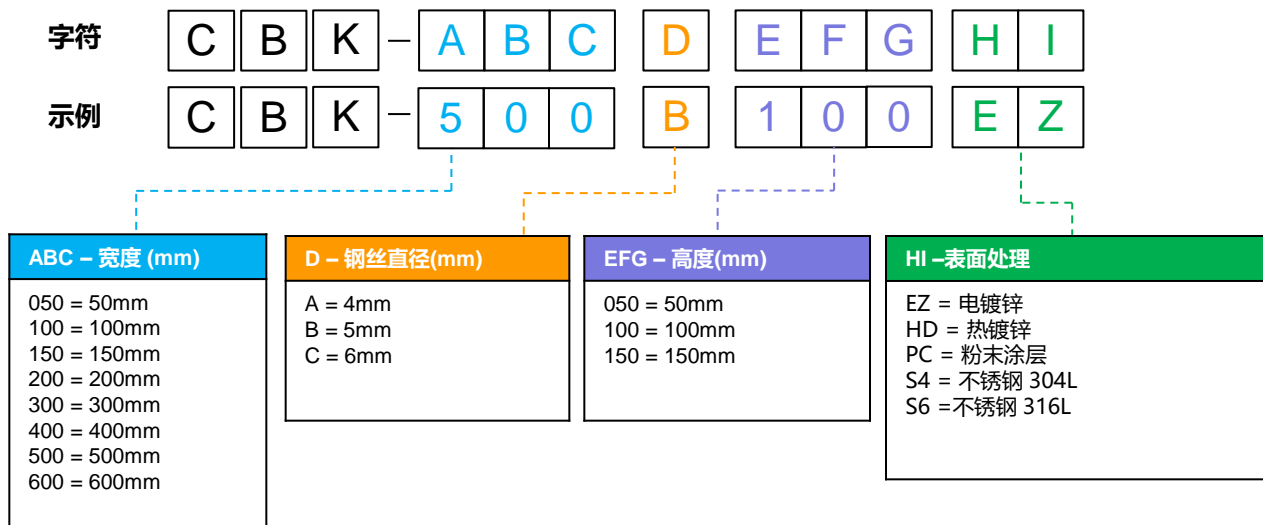 字符 C B K – A B C D E F G H I
示例 C B K – 5 0 0 B 1 0 0 E Z
ABC – 宽度 (mm)
050 = 50mm
100 = 100mm
150 = 150mm
200 = 200mm
300 = 300mm
400 = 400mm
500 = 500mm
600 = 600mm
D – 钢丝直径(mm)
A = 4mm
B = 5mm
C = 6mm
EFG – 高度(mm)
050 = 50mm
100 = 100mm
150 = 150mm
HI –表面处理
EZ = 电镀锌
HD = 热镀锌
PC = 粉末涂层
S4 = 不锈钢 304L
S6 =不锈钢 316L